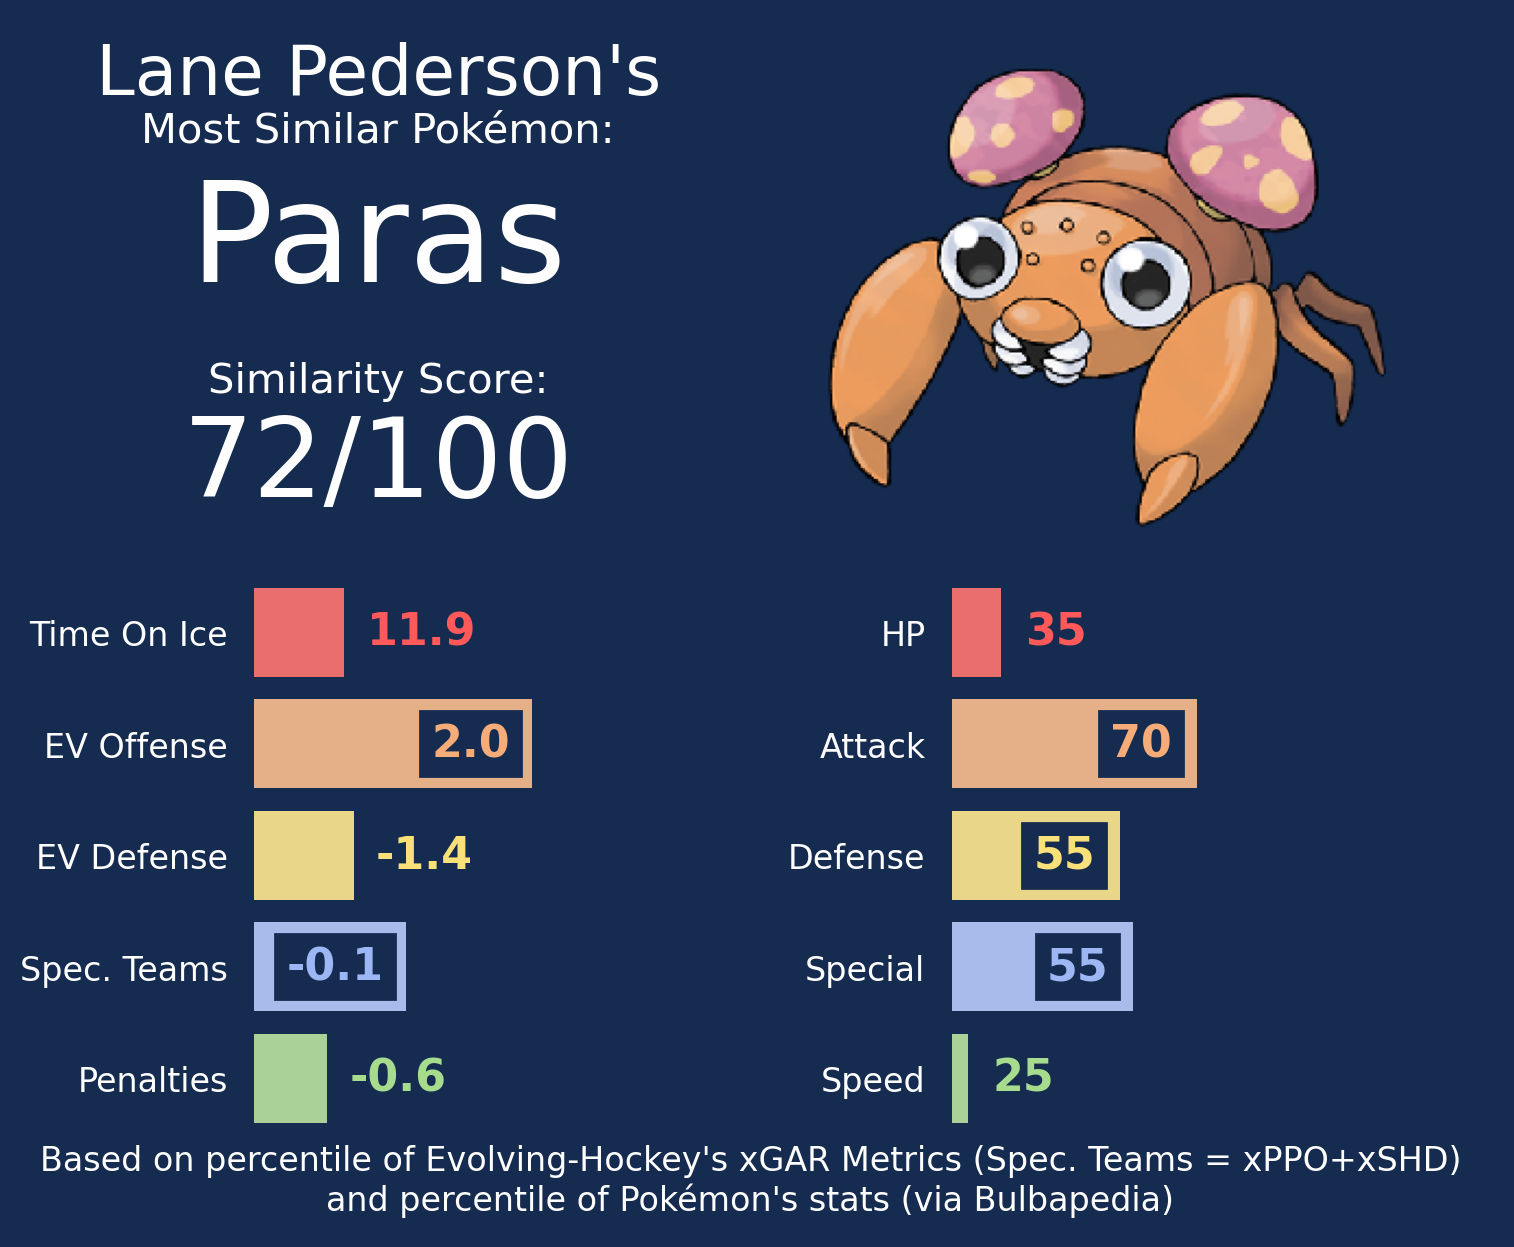 Lane Pederson's
Most Similar Pokémon:
Paras
Similarity Score:
72/100
Time On Ice 11.9
EV Offense 2.0
EV Defense -1.4
Spec. Teams -0.1
Penalties -0.6
HP 35
Attack 70
Defense 55
Special 55
Speed 25
Based on percentile of Evolving-Hockey's xGAR Metrics (Spec. Teams = xPPO+xSHD)
and percentile of Pokémon's stats (via Bulbapedia)